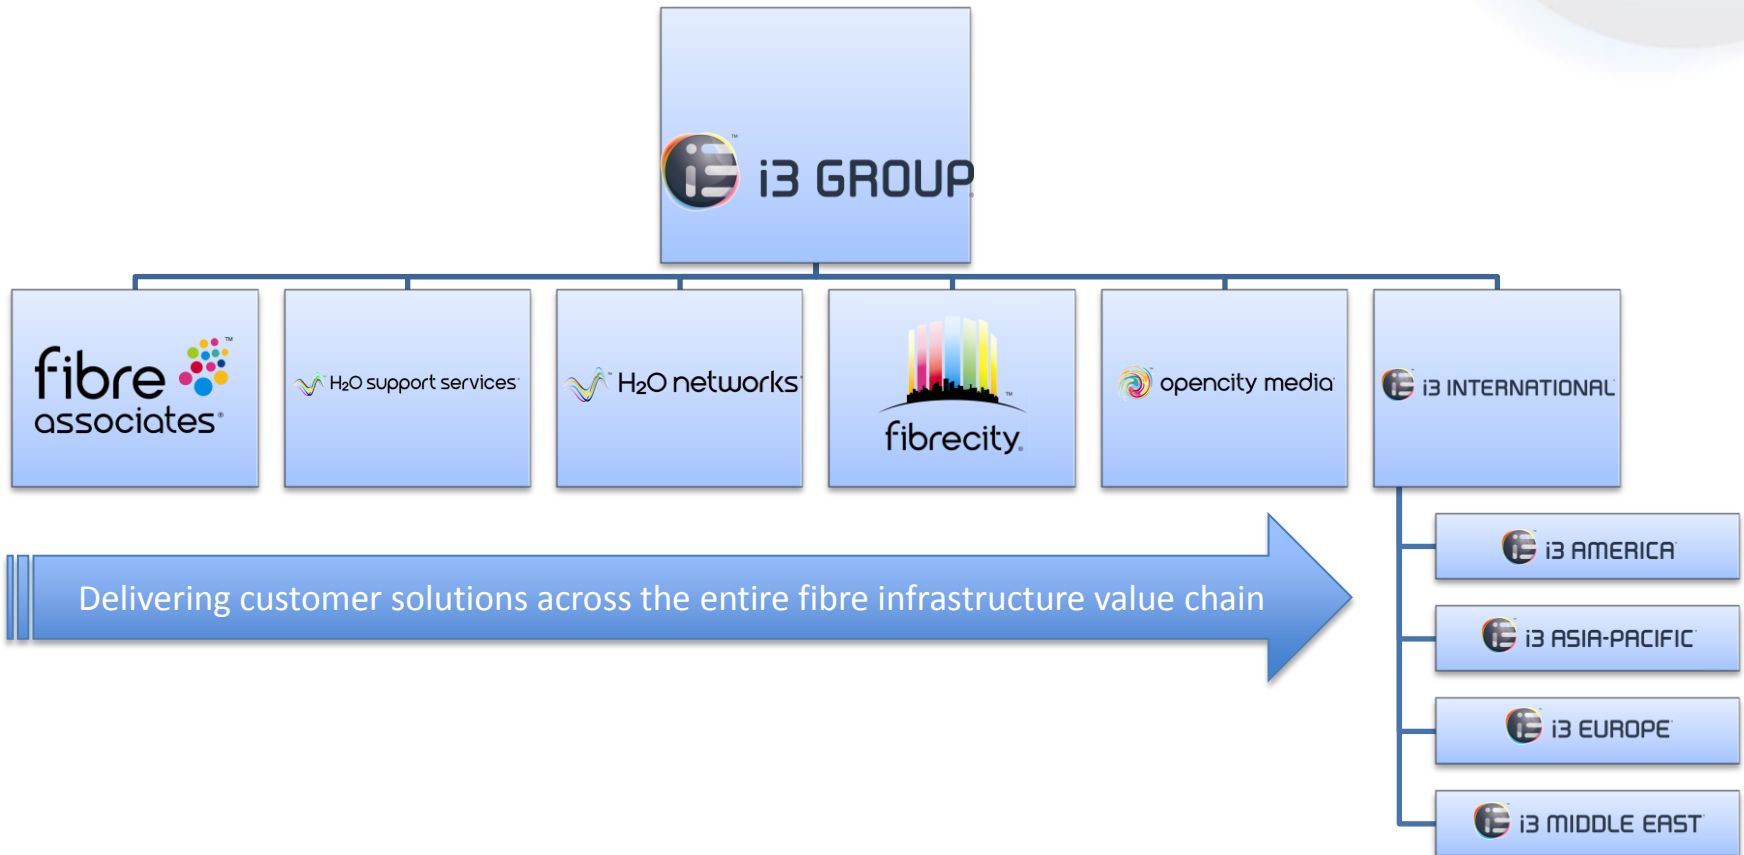 i3 GROUP
fibre
associates
H₂O support services
H₂O networks
fibrecity
opencity media
i3 INTERNATIONAL
Delivering customer solutions across the entire fibre infrastructure value chain
i3 AMERICA
i3 ASIA-PACIFIC
i3 EUROPE
i3 MIDDLE EAST